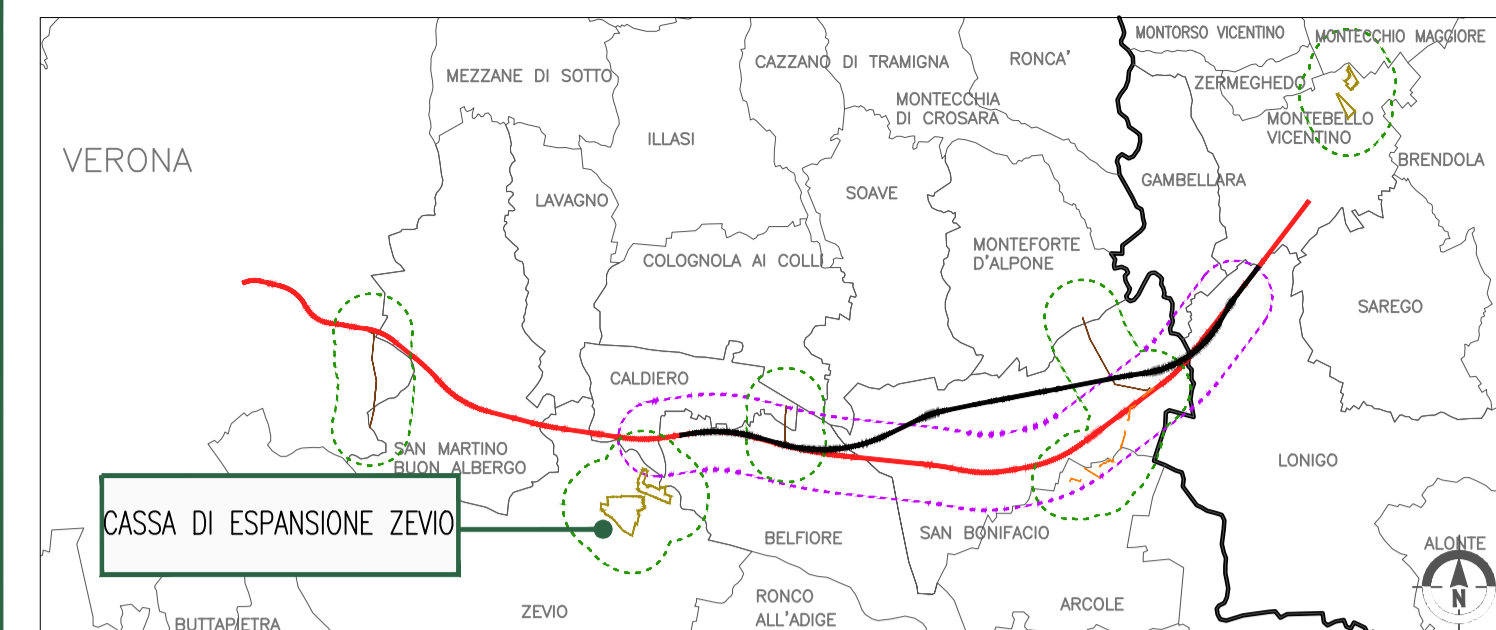 MONTORSO VICENTINO
MONTECCHIO MAGGIORE
MEZZANE DI SOTTO
CAZZANO DI TRAMIGNA
RONCA'
ZERMEGHEDO
MONTECCHIA
DI CROSARA
MONTEBELLO
VICENTINO
ILLASI
VERONA
BRENDOLA
GAMBELLARA
SOAVE
LAVAGNO
MONTEFORTE
D'ALPONE
COLOGNOLA AI COLLI
SAREGO
CALDIERO
SAN MARTINO
BUON ALBERGO
LONIGO
CASSA DI ESPANSIONE ZEVIO
BELFIORE
SAN BONIFACIO
ALONTE
RONCO
ALL'ADIGE
ARCOLE
ZEVIO
BUTTAPIETRA
N